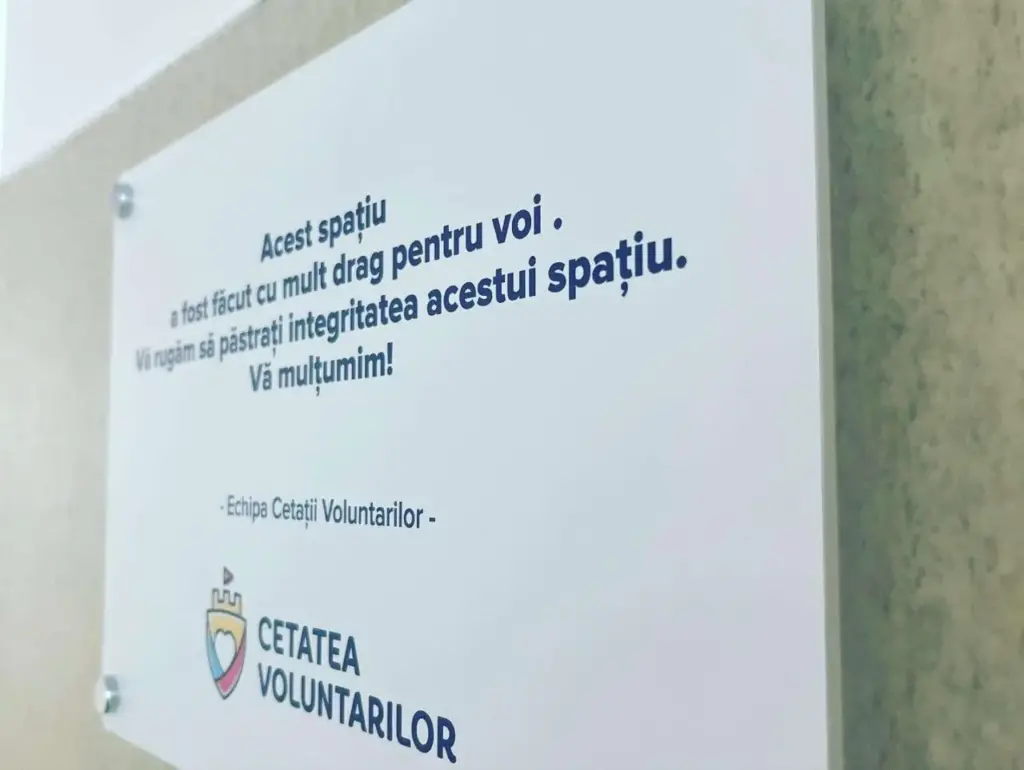 Acest spațiu
a fost făcut cu mult drag pentru voi .
Vă rugăm să păstrați integritatea acestui spațiu.
Vă mulțumim!
- Echipa Cetații Voluntarilor -
CETATEA
VOLUNTARILOR